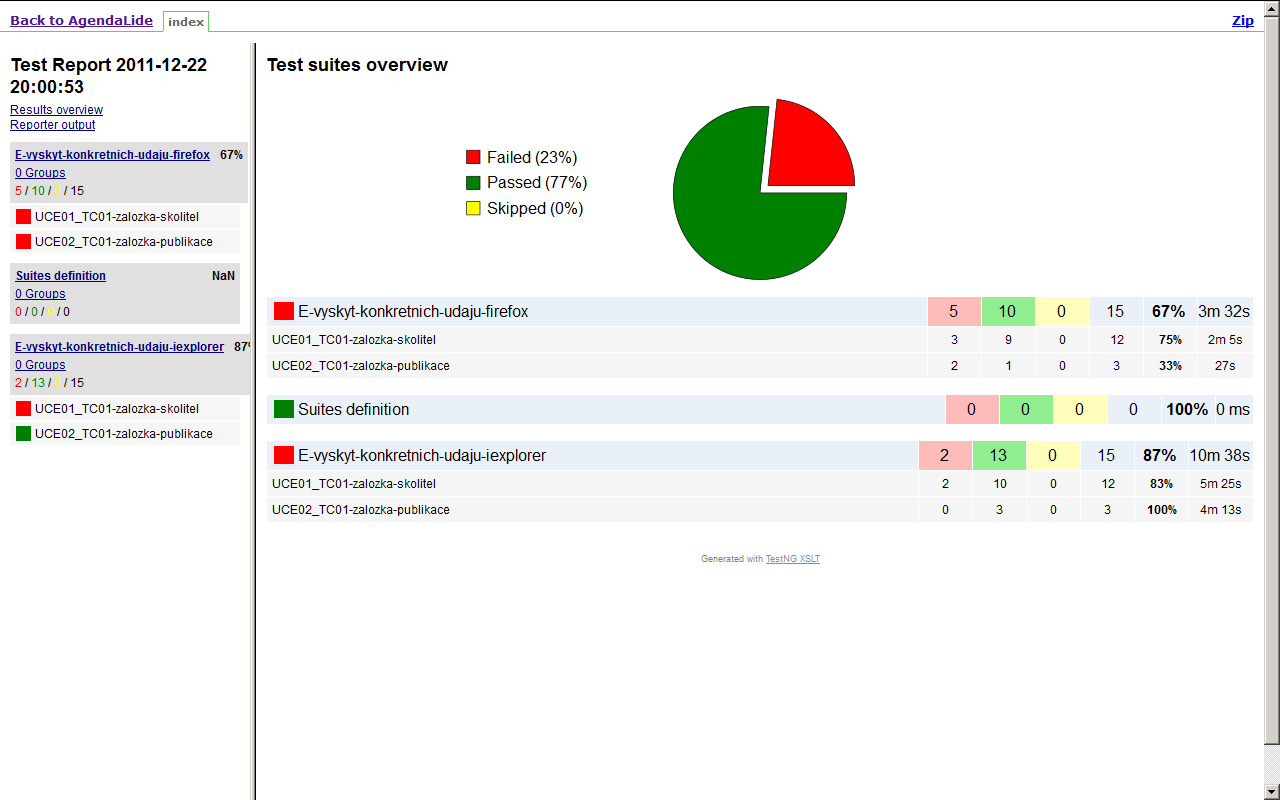 Back to AgendaLide index Zip
Test Report 2011-12-22
20:00:53
Results overview
Reporter output
E-vyskyt-konkretnich-udaju-firefox 67%
0 Groups
5 / 10 / / 15
UCE01_TC01-zalozka-skolitel
UCE02_TC01-zalozka-publikace
Suites definition NaN
0 Groups
0 / 0 / / 0
E-vyskyt-konkretnich-udaju-iexplorer 87%
0 Groups
2 / 13 / / 15
UCE01_TC01-zalozka-skolitel
UCE02_TC01-zalozka-publikace
Test suites overview
Failed (23%)
Passed (77%)
Skipped (0%)
E-vyskyt-konkretnich-udaju-firefox 5 10 0 15 67% 3m 32s
UCE01_TC01-zalozka-skolitel 3 9 0 12 75% 2m 5s
UCE02_TC01-zalozka-publikace 2 1 0 3 33% 27s
Suites definition 0 0 0 0 100% 0 ms
E-vyskyt-konkretnich-udaju-iexplorer 2 13 0 15 87% 10m 38s
UCE01_TC01-zalozka-skolitel 2 10 0 12 83% 5m 25s
UCE02_TC01-zalozka-publikace 0 3 0 3 100% 4m 13s
Generated with TestNG XSLT